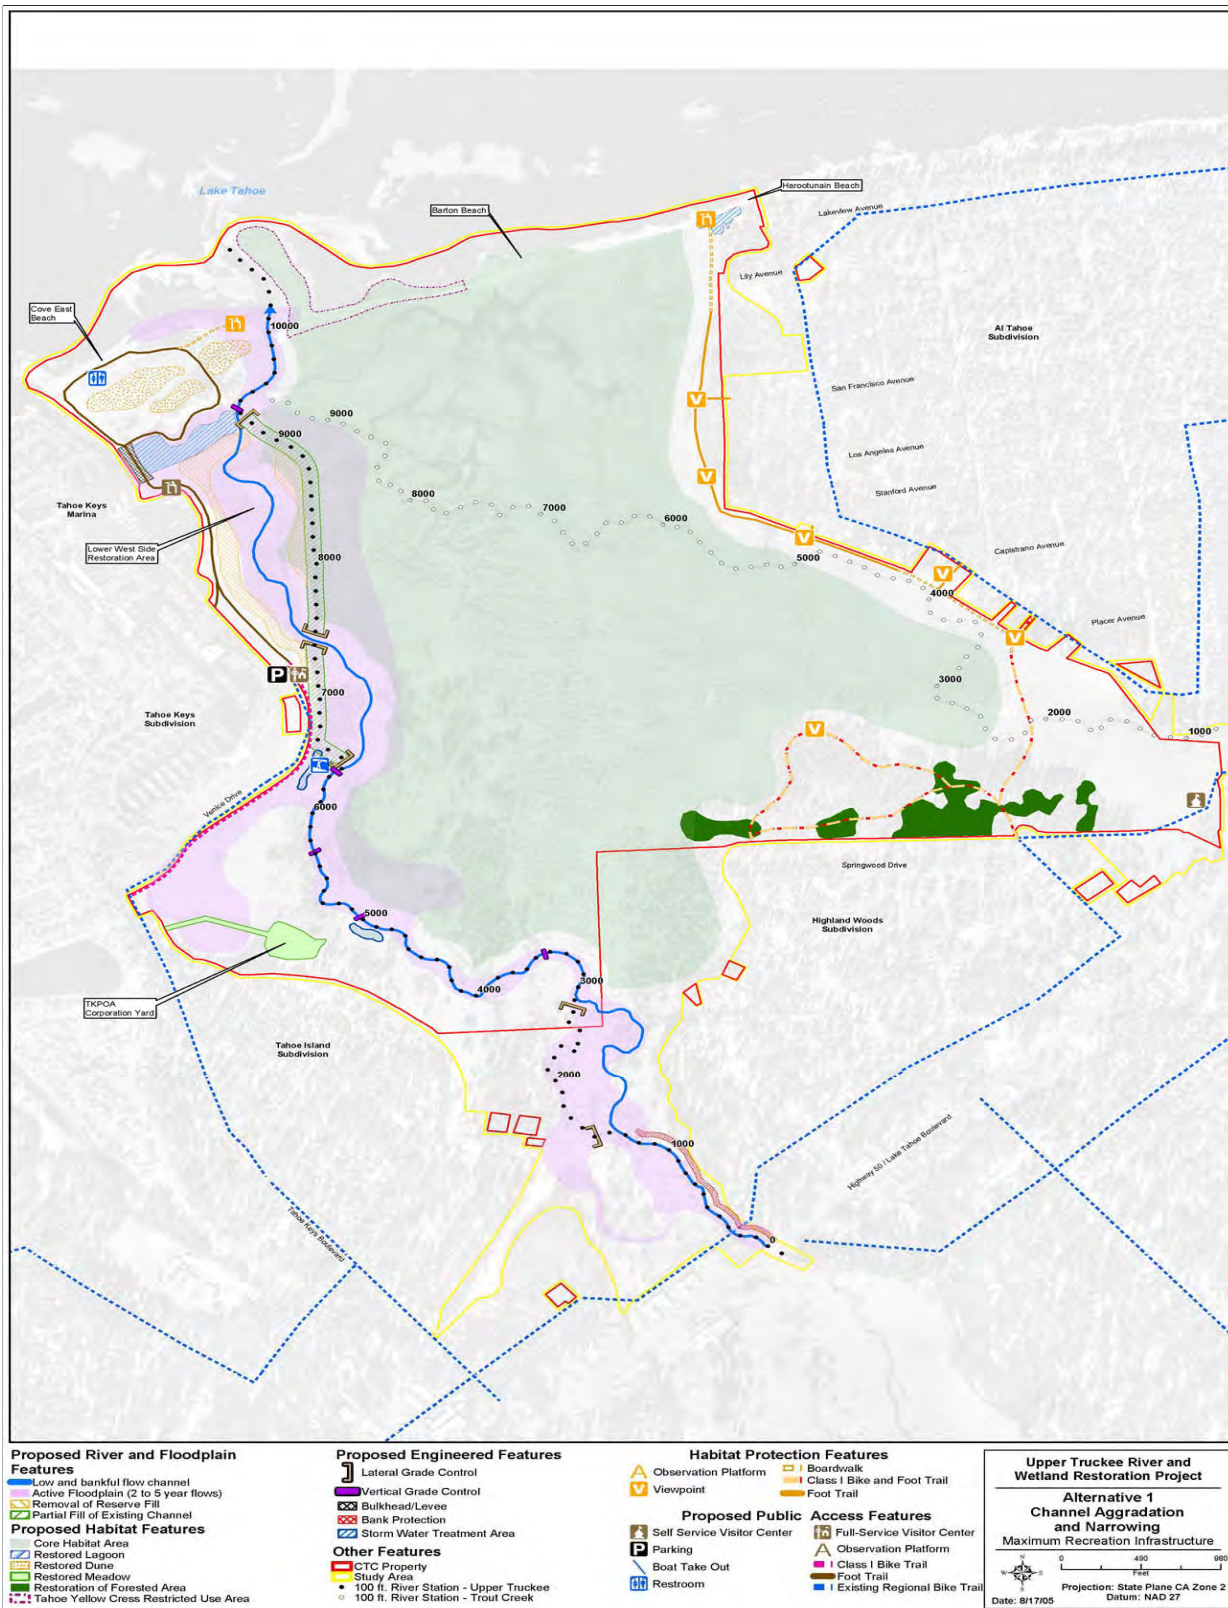 Lake Tahoe
Harootunain Beach
Barton Beach
Lakeview Avenue
Lily Avenue
Cove East
Beach
10000
Al Tahoe
Subdivision
San Francisco Avenue
9000
9000
Los Angeles Avenue
Stanford Avenue
8000
7000
6000
Tahoe Keys
Marina
Lower West Side
Restoration Area
8000
5000
Capistrano Avenue
4000
Placer Avenue
P
7000
3000
2000
1000
Tahoe Keys
Subdivision
Venice Drive
6000
Springwood Drive
5000
Highland Woods
Subdivision
4000
3000
TKPOA
Corporation Yard
Tahoe Island
Subdivision
2000
1000
Highway 50 / Lake Tahoe Boulevard
Tahoe Keys Boulevard
0
V
V
V
V
V
V
Proposed River and Floodplain
Features
Low and bankful flow channel
Active Floodplain (2 to 5 year flows)
Removal of Reserve Fill
Partial Fill of Existing Channel
Proposed Habitat Features
Core Habitat Area
Restored Lagoon
Restored Dune
Restored Meadow
Restoration of Forested Area
Tahoe Yellow Cress Restricted Use Area
Proposed Engineered Features
Lateral Grade Control
Vertical Grade Control
Bulkhead/Levee
Bank Protection
Storm Water Treatment Area
Other Features
CTC Property
Study Area
100 ft. River Station - Upper Truckee
100 ft. River Station - Trout Creek
Habitat Protection Features
Observation Platform
V Viewpoint
Boardwalk
Class I Bike and Foot Trail
Foot Trail
Proposed Public Access Features
Self Service Visitor Center
P Parking
Boat Take Out
Restroom
Full-Service Visitor Center
Observation Platform
Class I Bike Trail
Foot Trail
Existing Regional Bike Trail
Upper Truckee River and
Wetland Restoration Project
Alternative 1
Channel Aggradation
and Narrowing
Maximum Recreation Infrastructure
N
W E
S
0 490 980
Feet
Projection: State Plane CA Zone 2
Datum: NAD 27
Date: 8/17/05